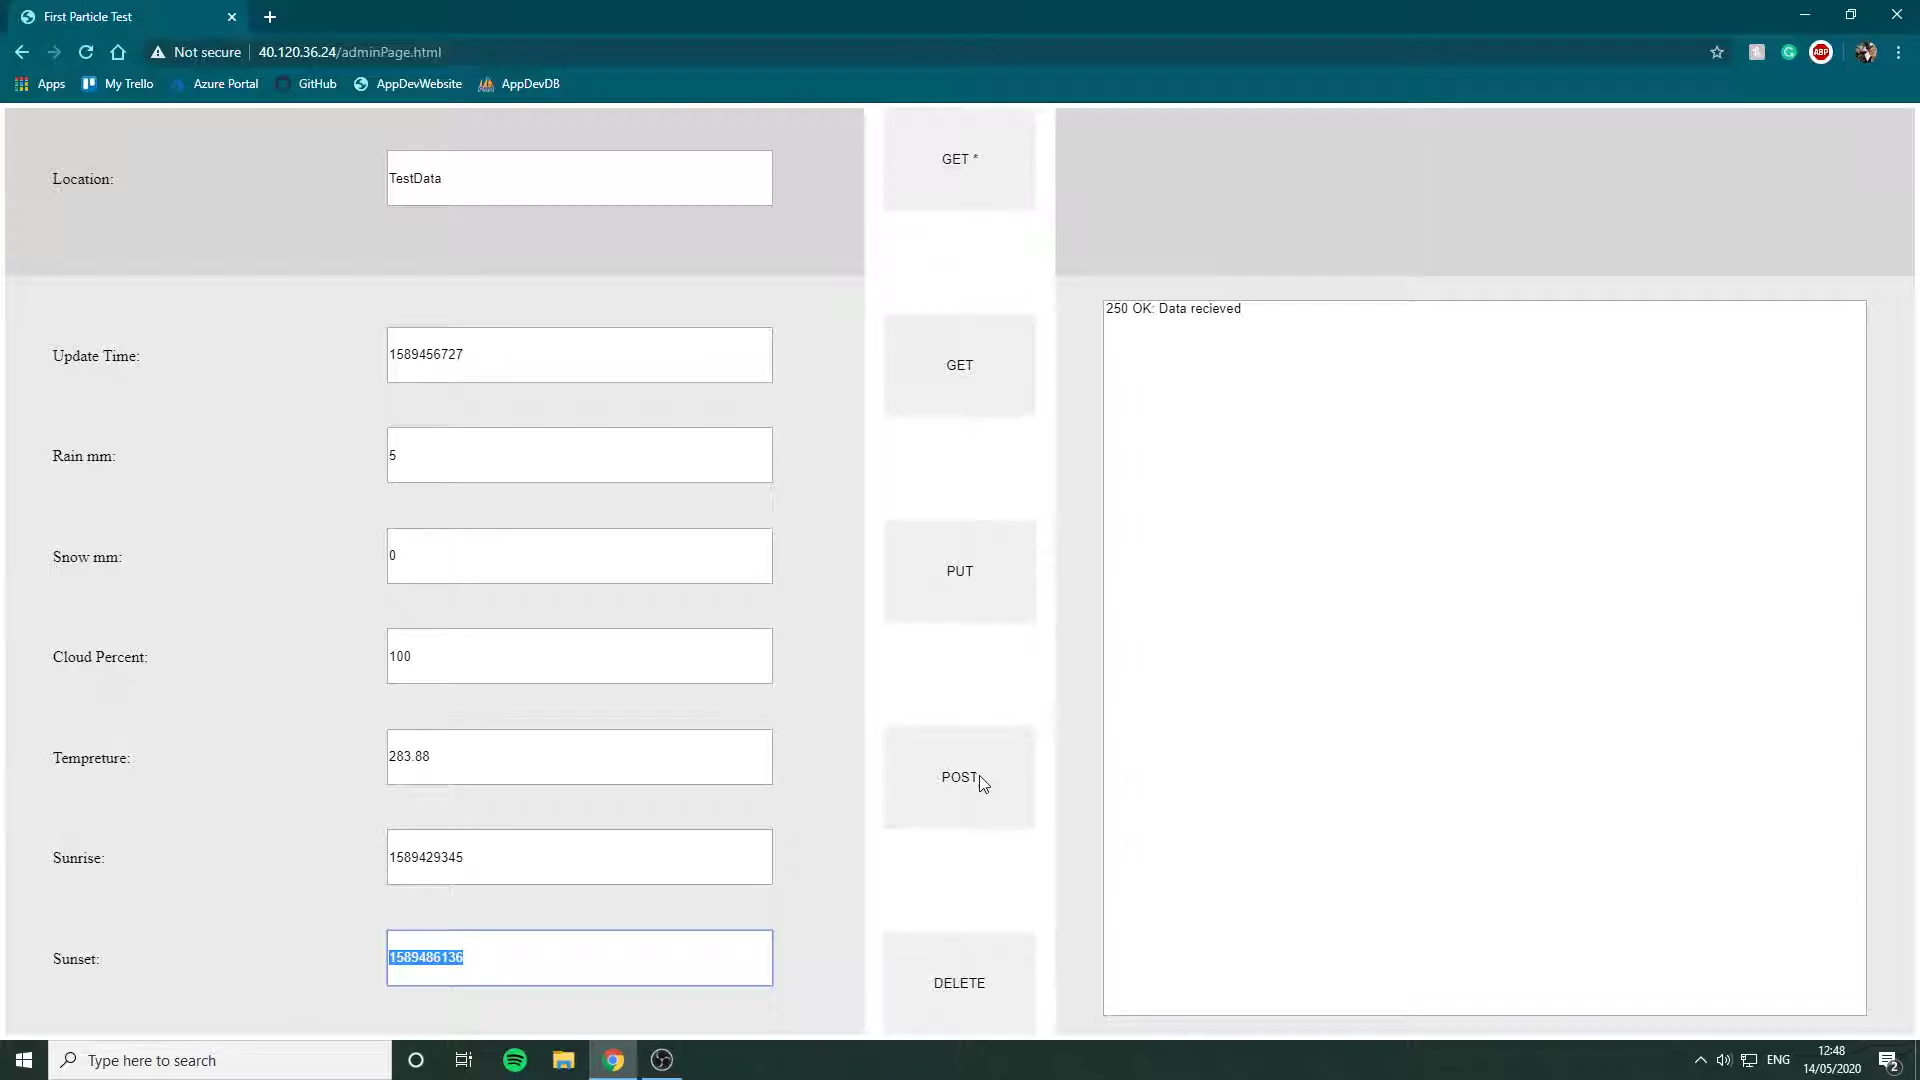 First Particle Test
Not secure
40.120.36.24/adminPage.html
ABP
Apps
My Trello
Azure Portal
GitHub
AppDevWebsite
AppDevDB
Location:
TestData
GET *
250 OK: Data recieved
Update Time:
1589456727
GET
Rain mm:
5
Snow mm:
0
PUT
Cloud Percent:
100
Tempreture:
283.88
POST
Sunrise:
1589429345
Sunset:
1589486136
DELETE
Type here to search
ENG
12:48
14/05/2020
2